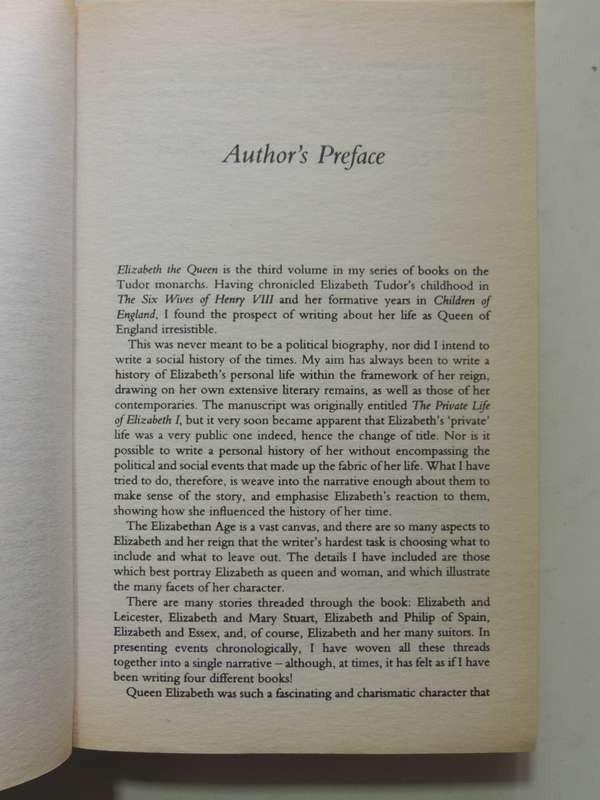 Author's Preface
Elizabeth the Queen is the third volume in my series of books on the
Tudor monarchs. Having chronicled Elizabeth Tudor's childhood in
The Six Wives of Henry VIII and her formative years in Children of
England, I found the prospect of writing about her life as Queen of
England irresistible.
This was never meant to be a political biography, nor did I intend to
write a social history of the times. My aim has always been to write a
history of Elizabeth's personal life within the framework of her reign,
drawing on her own extensive literary remains, as well as those of her
contemporaries. The manuscript was originally entitled The Private Life
of Elizabeth I, but it very soon became apparent that Elizabeth's 'private'
life was a very public one indeed, hence the change of title. Nor is it
possible to write a personal history of her without encompassing the
political and social events that made up the fabric of her life. What I have
tried to do, therefore, is weave into the narrative enough about them to
make sense of the story, and emphasise Elizabeth's reaction to them,
showing how she influenced the history of her time.
The Elizabethan Age is a vast canvas, and there are so many aspects to
Elizabeth and her reign that the writer's hardest task is choosing what to
include and what to leave out. The details I have included are those
which best portray Elizabeth as queen and woman, and which illustrate
the many facets of her character.
There are many stories threaded through the book: Elizabeth and
Leicester, Elizabeth and Mary Stuart, Elizabeth and Philip of Spain,
Elizabeth and Essex, and, of course, Elizabeth and her many suitors. In
presenting events chronologically, I have woven all these threads
together into a single narrative – although, at times, it has felt as if I have
been writing four different books!
Queen Elizabeth was such a fascinating and charismatic character that